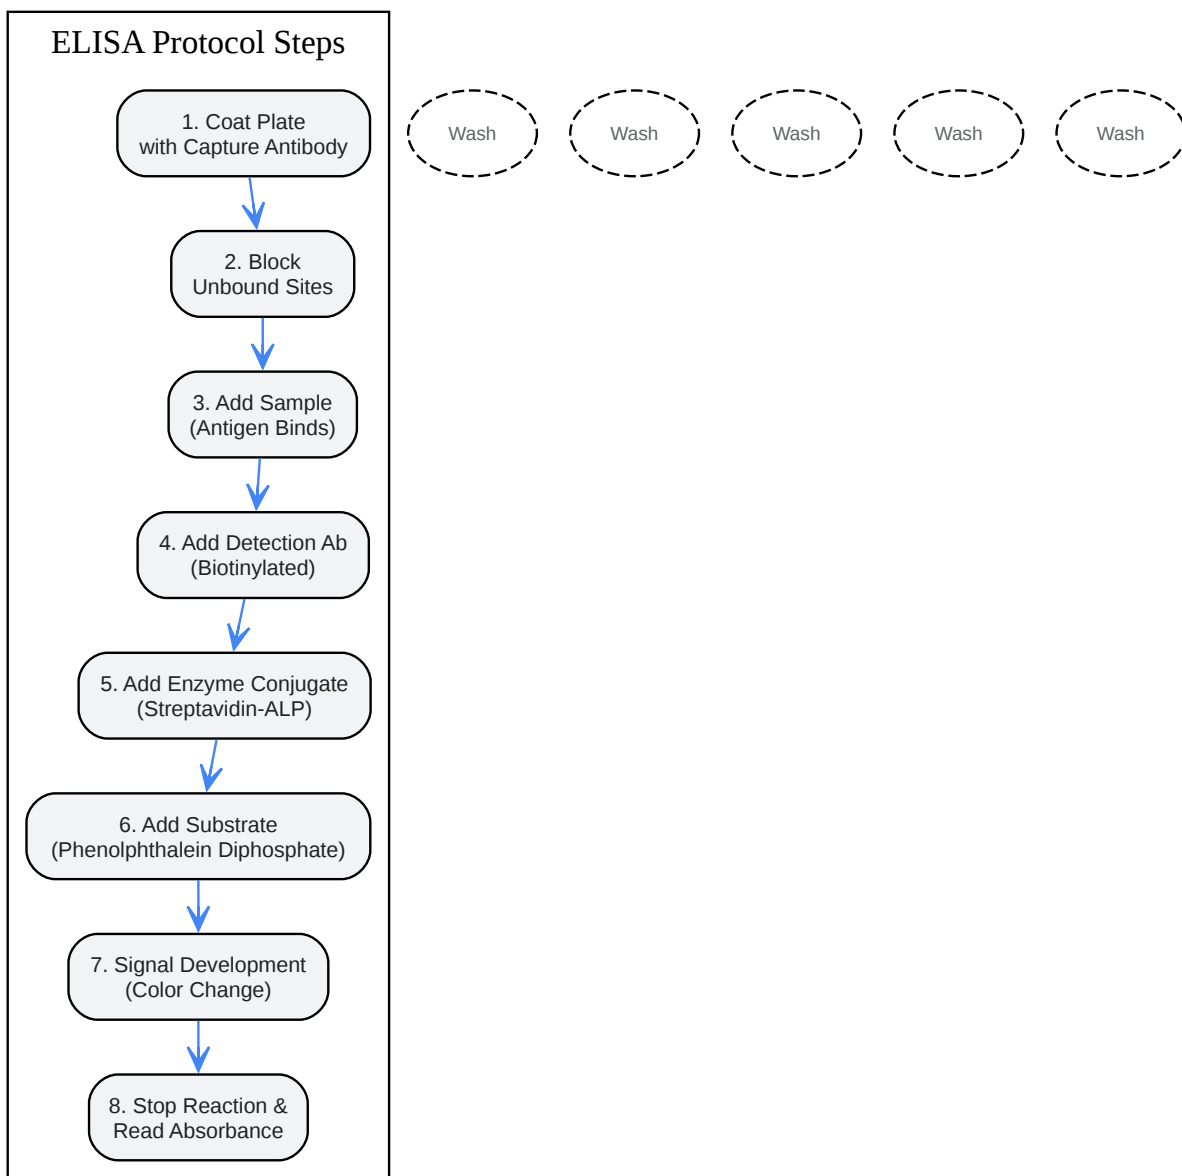 ELISA Protocol Steps
1. Coat Plate
with Capture Antibody
Wash
Wash
Wash
Wash
Wash
2. Block
Unbound Sites
3. Add Sample
(Antigen Binds)
4. Add Detection Ab
(Biotinylated)
5. Add Enzyme Conjugate
(Streptavidin-ALP)
6. Add Substrate
(Phenolphthalein Diphosphate)
7. Signal Development
(Color Change)
8. Stop Reaction &
Read Absorbance